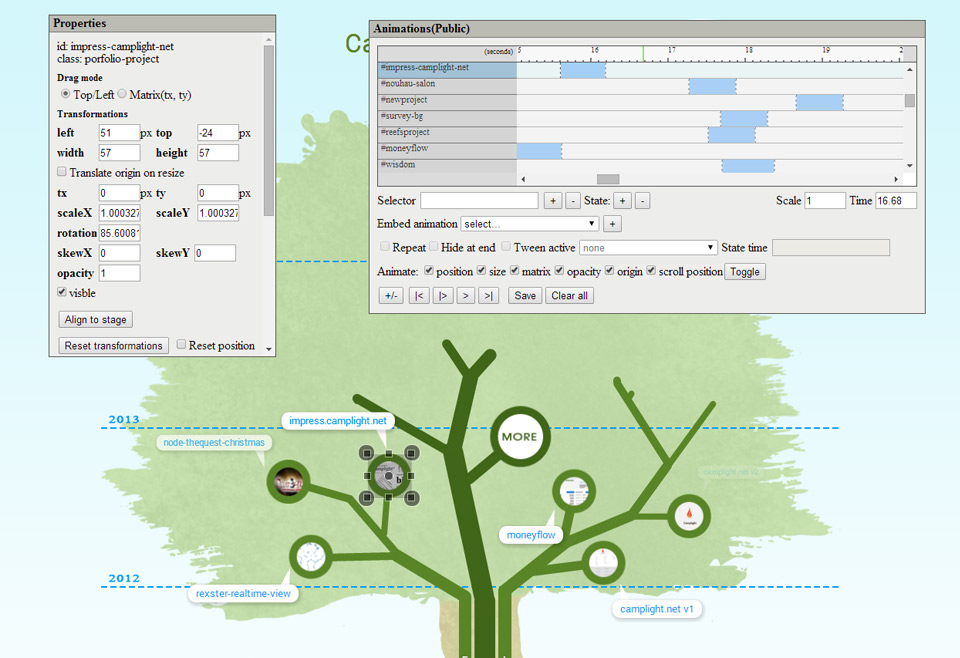 Properties
id: impress-camplight-net
class: porfolio-project
Drag mode
Top/Left Matrix(tx, ty)
Transformations
left 51 px top -24 px
width 57 height 57
Translate origin on resize
tx 0 px ty 0 px
scaleX 1.000327 scaleY 1.000327
rotation 85.6008
skewX 0 skewY 0
opacity 1
visble
Align to stage
Reset transformations Reset position
Ca
Animations(Public)
(seconds) 5 16 17 18 19 2
#impress-camplight-net
#nouhau-salon
#newproject
#survey-bg
#reefsproject
#moneyflow
#wisdom
Selector + - State: + - Scale 1 Time 16.68
Embed animation select... +
Repeat Hide at end Tween active none State time
Animate: position size matrix opacity origin scroll position Toggle
+/- |< |> > >| Save Clear all
2013
impress.camplight.net
node-thequest-christmas
MORE
camplight.net v2
b
moneyflow
2012
rexster-realtime-view
camplight.net v1